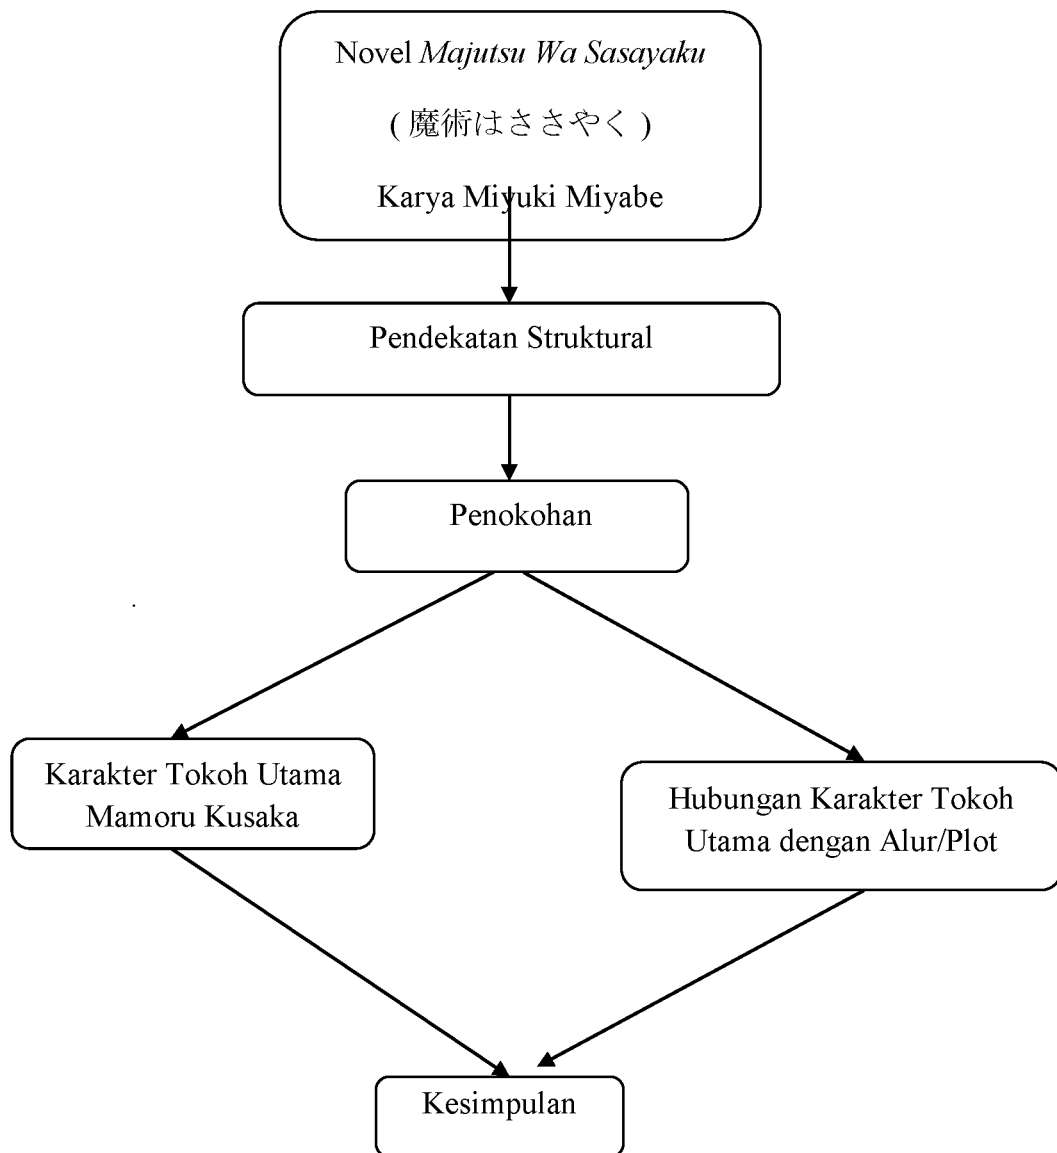 Novel Majutsu Wa Sasayaku
( 魔術はささやく )
Karya Miyuki Miyabe
Pendekatan Struktural
Penokohan
Karakter Tokoh Utama
Mamoru Kusaka
Hubungan Karakter Tokoh
Utama dengan Alur/Plot
Kesimpulan